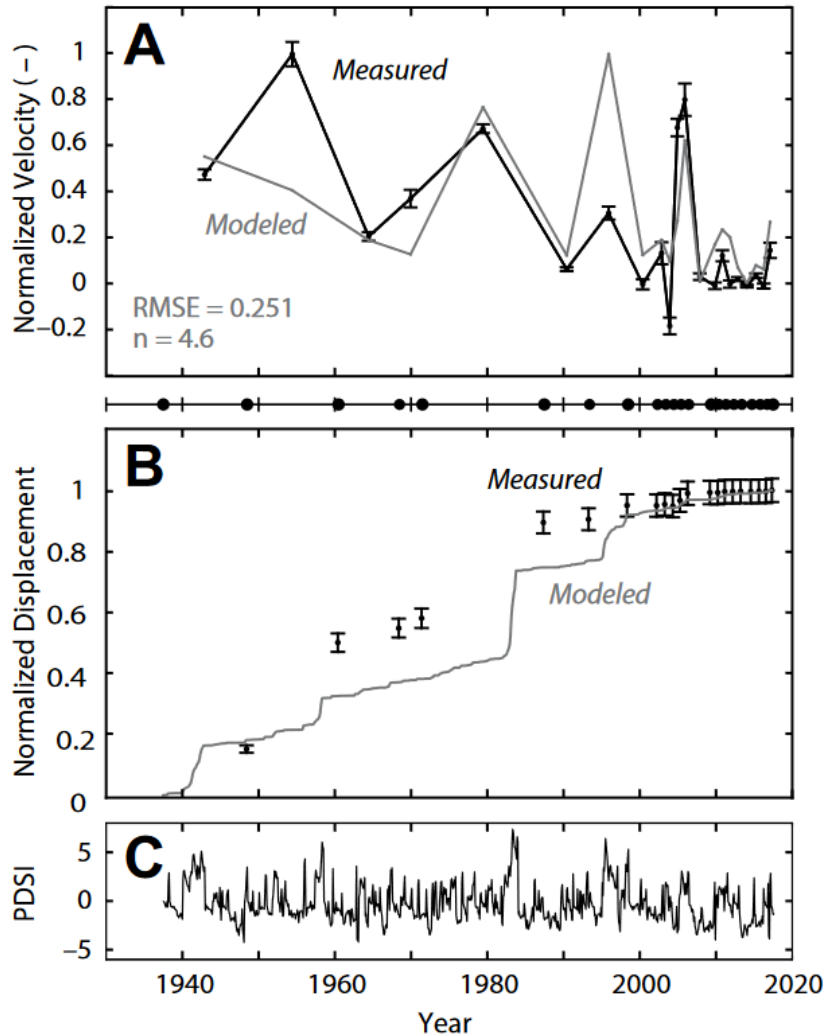 A
Normalized Velocity (–)
1
0.8
0.6
0.4
0.2
0
–0.2
Measured
Modeled
RMSE = 0.251
n = 4.6
B
Normalized Displacement
1
0.8
0.6
0.4
0.2
0
Measured
Modeled
C
PDSI
5
0
–5
1940 1960 1980 2000 2020
Year